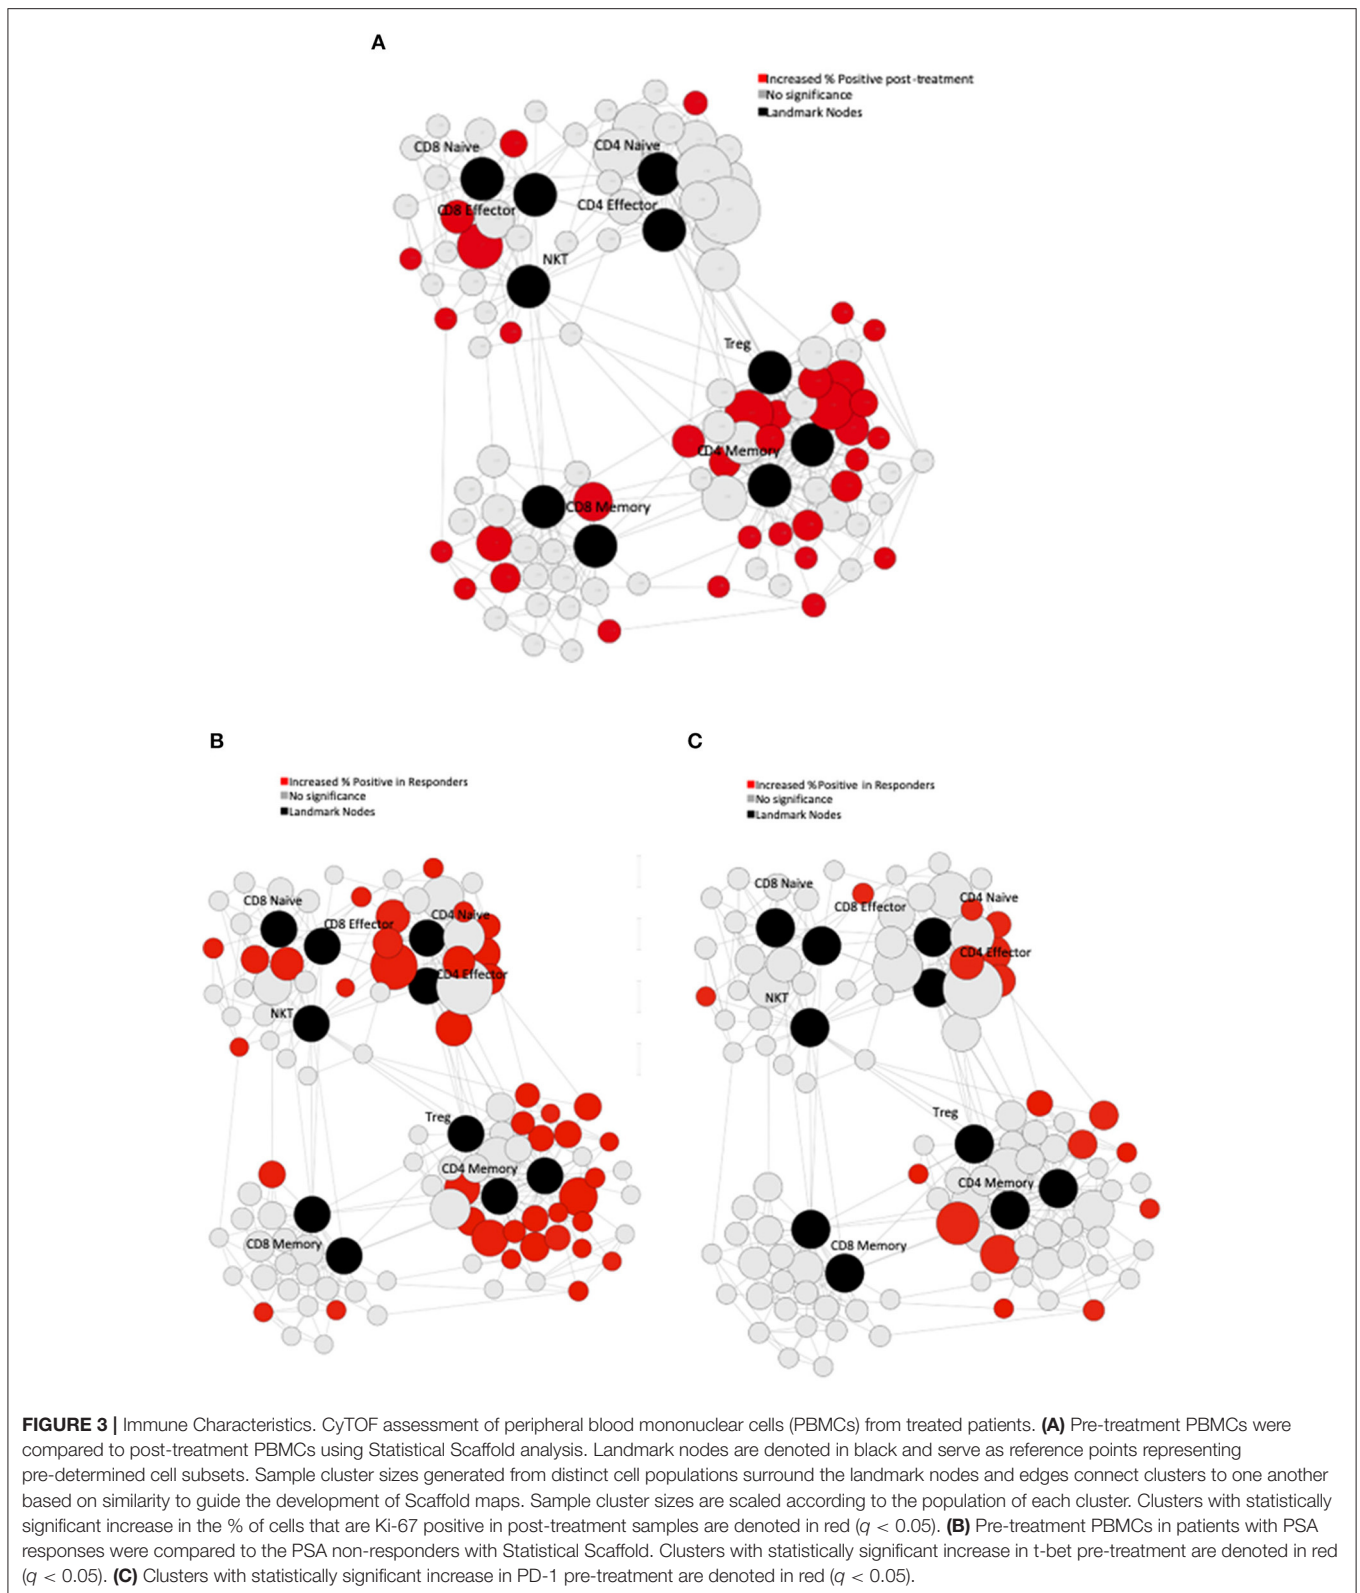 A
Increased % Positive post-treatment
No significance
Landmark Nodes
CD8 Naive
CD4 Naive
CD8 Effector
CD4 Effector
NKT
Treg
CD4 Memory
CD8 Memory
B
Increased % Positive in Responders
No significance
Landmark Nodes
CD8 Naive
CD8 Effector
CD4 Naive
CD4 Effector
NKT
Treg
CD4 Memory
CD8 Memory
C
Increased % Positive in Responders
No significance
Landmark Nodes
CD8 Naive
CD4 Naive
CD8 Effector
CD4 Effector
NKT
Treg
CD4 Memory
CD8 Memory
FIGURE 3 | Immune Characteristics. CyTOF assessment of peripheral blood mononuclear cells (PBMCs) from treated patients. (A) Pre-treatment PBMCs were
compared to post-treatment PBMCs using Statistical Scaffold analysis. Landmark nodes are denoted in black and serve as reference points representing
pre-determined cell subsets. Sample cluster sizes generated from distinct cell populations surround the landmark nodes and edges connect clusters to one another
based on similarity to guide the development of Scaffold maps. Sample cluster sizes are scaled according to the population of each cluster. Clusters with statistically
significant increase in the % of cells that are Ki-67 positive in post-treatment samples are denoted in red (q < 0.05). (B) Pre-treatment PBMCs in patients with PSA
responses were compared to the PSA non-responders with Statistical Scaffold. Clusters with statistically significant increase in t-bet pre-treatment are denoted in red
(q < 0.05). (C) Clusters with statistically significant increase in PD-1 pre-treatment are denoted in red (q < 0.05).